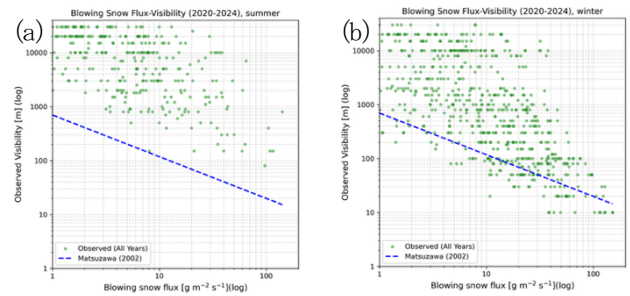 (a)
Blowing Snow Flux-Visibility (2020-2024), summer
Observed Visibility [m](log)
10000
1000
100
10
1
Observed (All Years)
Matsuzawa (2002)
1
10
100
Blowing snow flux [g m⁻² s⁻¹](log)
(b)
Blowing Snow Flux-Visibility (2020-2024), winter
Observed Visibility [m](log)
10000
1000
100
10
1
Observed (All Years)
Matsuzawa (2002)
1
10
100
Blowing snow flux [g m⁻² s⁻¹](log)